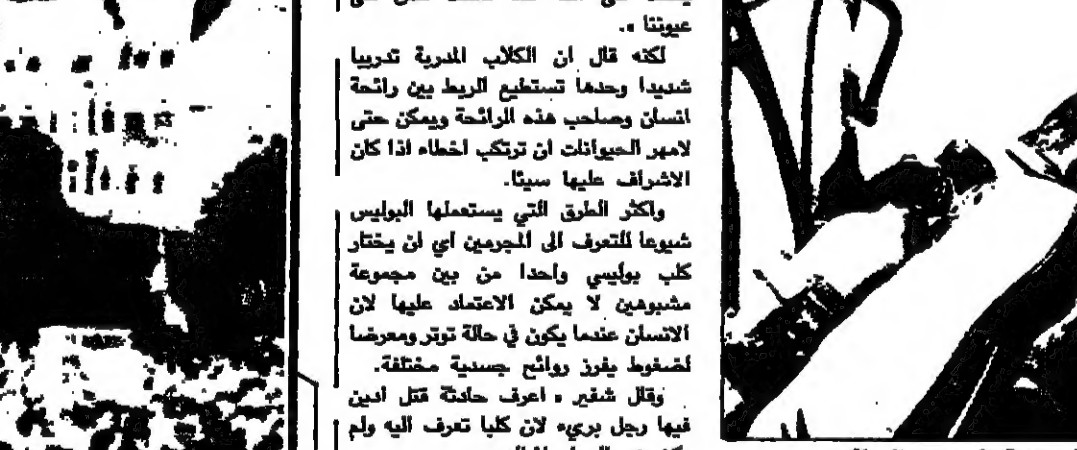 عيوننا ».
لكنه قال ان الكلاب المدربة تدريبا
شديدا وحدها تستطيع الربط بين رائحة
انسان وصاحب هذه الرائحة ويمكن حتى
لامهر الحيوانات ان ترتكب اخطاء اذا كان
الاشراف عليها سيئا.
واكثر الطرق التي يستعملها البوليس
شيوعا للتعرف الى المجرمين اي ان يختار
كلب بوليسي واحدا من بين مجموعة
مشبوهين لا يمكن الاعتماد عليها لان
الانسان عندما يكون في حالة توتر ومعرضا
لضغوط يفرز روائح جسدية مختلفة.
وقال شفير « اعرف حادثة قتل ادين
فيها رجل بريء لان كلبا تعرف اليه ولم